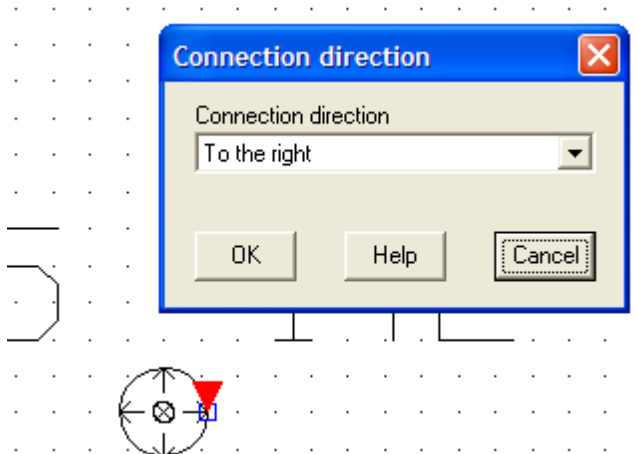 Connection direction
Connection direction
To the right
OK Help Cancel